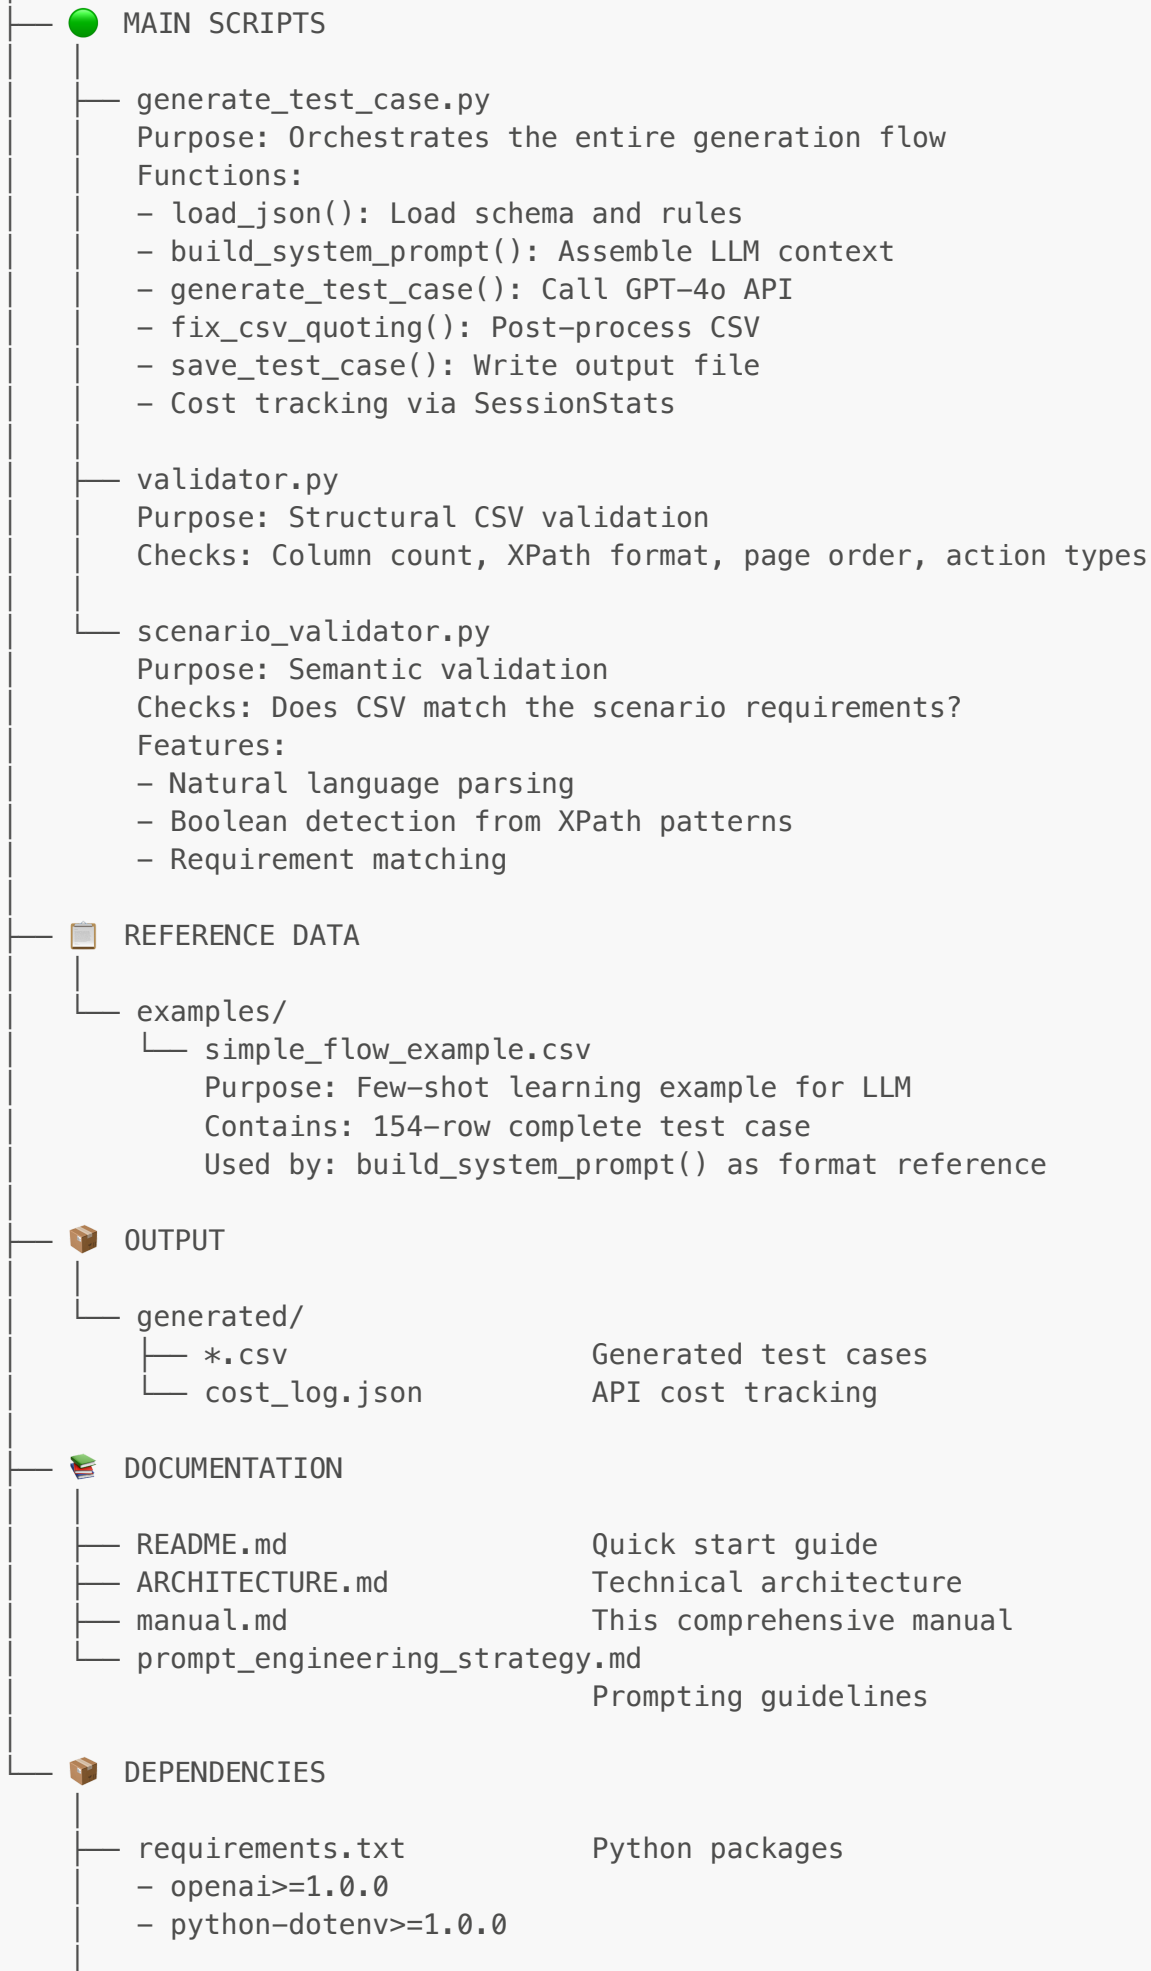 ├── 🟢 MAIN SCRIPTS
│   │
│   ├── generate_test_case.py
│   │   Purpose: Orchestrates the entire generation flow
│   │   Functions:
│   │   - load_json(): Load schema and rules
│   │   - build_system_prompt(): Assemble LLM context
│   │   - generate_test_case(): Call GPT-4o API
│   │   - fix_csv_quoting(): Post-process CSV
│   │   - save_test_case(): Write output file
│   │   - Cost tracking via SessionStats
│   │
│   ├── validator.py
│   │   Purpose: Structural CSV validation
│   │   Checks: Column count, XPath format, page order, action types
│   │
│   └── scenario_validator.py
│       Purpose: Semantic validation
│       Checks: Does CSV match the scenario requirements?
│       Features:
│       - Natural language parsing
│       - Boolean detection from XPath patterns
│       - Requirement matching
│
├── 📋 REFERENCE DATA
│   │
│   └── examples/
│       └── simple_flow_example.csv
│           Purpose: Few-shot learning example for LLM
│           Contains: 154-row complete test case
│           Used by: build_system_prompt() as format reference
│
├── 📦 OUTPUT
│   │
│   └── generated/
│       ├── *.csv                  Generated test cases
│       └── cost_log.json          API cost tracking
│
├── 📚 DOCUMENTATION
│   │
│   ├── README.md                  Quick start guide
│   ├── ARCHITECTURE.md            Technical architecture
│   ├── manual.md                  This comprehensive manual
│   └── prompt_engineering_strategy.md
│                                  Prompting guidelines
│
└── 📦 DEPENDENCIES
    │
    ├── requirements.txt           Python packages
    │   - openai>=1.0.0
    │   - python-dotenv>=1.0.0
    │